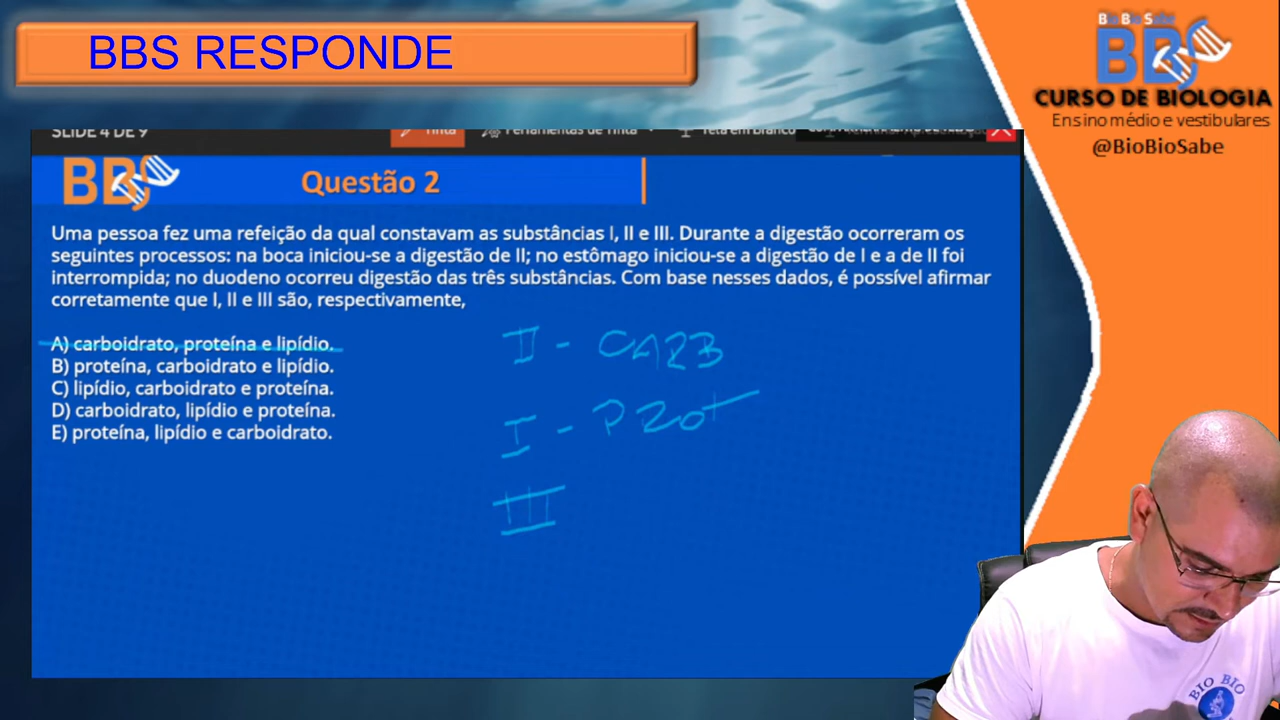 BBS RESPONDE
Bio Bio Sabe
BBS
CURSO DE BIOLOGIA
Ensino médio e vestibulares
@BioBioSabe
SLIDE 4 DE 9
Tinta
Ferramentas de Tinta
Tela em Branco
BBS
Questão 2
Uma pessoa fez uma refeição da qual constavam as substâncias I, II e III. Durante a digestão ocorreram os
seguintes processos: na boca iniciou-se a digestão de II; no estômago iniciou-se a digestão de I e a de II foi
interrompida; no duodeno ocorreu digestão das três substâncias. Com base nesses dados, é possível afirmar
corretamente que I, II e III são, respectivamente,
A) carboidrato, proteína e lipídio.
B) proteína, carboidrato e lipídio.
C) lipídio, carboidrato e proteína.
D) carboidrato, lipídio e proteína.
E) proteína, lipídio e carboidrato.
II - CARB
I - PROT
III
BIO BIO